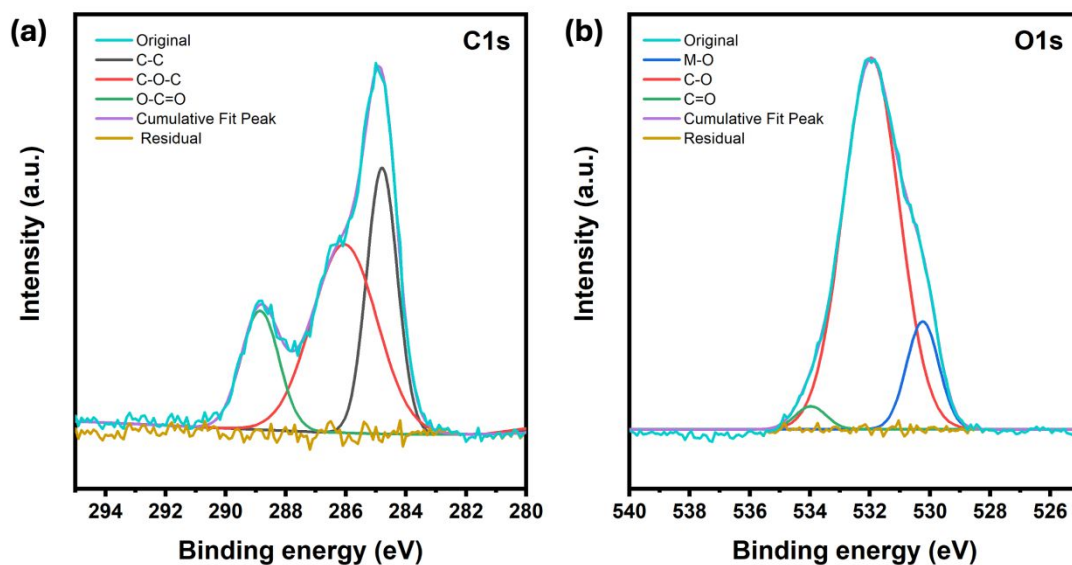 (a)
C1s
Original
C-C
C-O-C
O-C=O
Cumulative Fit Peak
Residual
Intensity (a.u.)
294 292 290 288 286 284 282 280
Binding energy (eV)
(b)
O1s
Original
M-O
C-O
C=O
Cumulative Fit Peak
Residual
Intensity (a.u.)
540 538 536 534 532 530 528 526
Binding energy (eV)